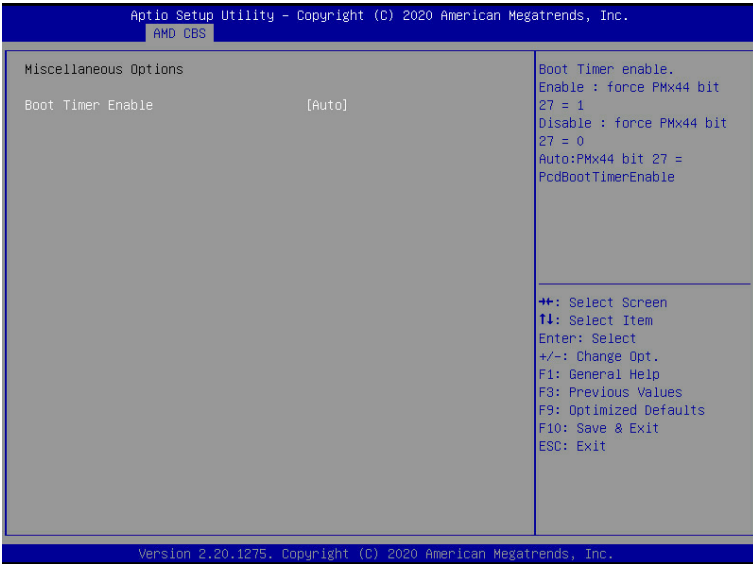 Aptio Setup Utility – Copyright (C) 2020 American Megatrends, Inc.
AMD CBS
Miscellaneous Options
Boot Timer Enable [Auto]
Boot Timer enable.
Enable : force PMx44 bit
27 = 1
Disable : force PMx44 bit
27 = 0
Auto:PMx44 bit 27 =
PcdBootTimerEnable
→←: Select Screen
↑↓: Select Item
Enter: Select
+/-: Change Opt.
F1: General Help
F3: Previous Values
F9: Optimized Defaults
F10: Save & Exit
ESC: Exit
Version 2.20.1275. Copyright (C) 2020 American Megatrends, Inc.